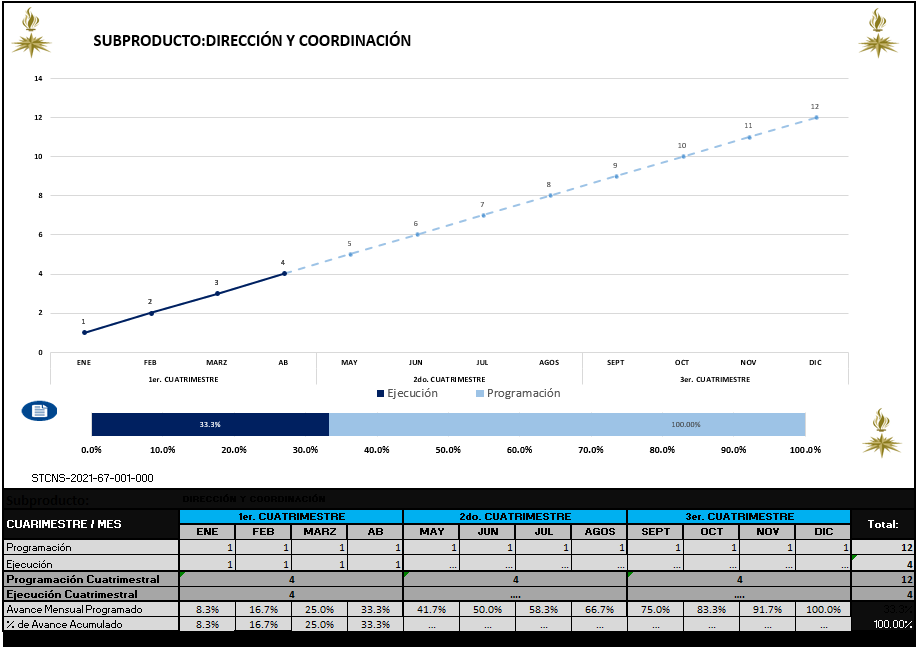 SUBPRODUCTO:DIRECCIÓN Y COORDINACIÓN
14
12
10
8
6
4
2
0
1
2
3
4
5
6
7
8
9
10
11
12
ENE FEB MARZ AB MAY JUN JUL AGOS SEPT OCT NOV DIC
1er. CUATRIMESTRE 2do. CUATRIMESTRE 3er. CUATRIMESTRE
Ejecución Programación
33.3% 100.00%
0.0% 10.0% 20.0% 30.0% 40.0% 50.0% 60.0% 70.0% 80.0% 90.0% 100.0%
STCNS-2021-67-001-000
Subproducto: DIRECCIÓN Y COORDINACIÓN
CUARIMESTRE / MES 1er. CUATRIMESTRE 2do. CUATRIMESTRE 3er. CUATRIMESTRE Total:
ENE FEB MARZ AB MAY JUN JUL AGOS SEPT OCT NOV DIC
Programación 1 1 1 1 1 1 1 1 1 1 1 1 12
Ejecución 1 1 1 1 ... ... ... ... ... ... ... ... 4
Programación Cuatrimestral 4 4 4 12
Ejecución Cuatrimestral 4 .... .... 4
Avance Mensual Programado 8.3% 16.7% 25.0% 33.3% 41.7% 50.0% 58.3% 66.7% 75.0% 83.3% 91.7% 100.0% 33.3%
% de Avance Acumulado 8.3% 16.7% 25.0% 33.3% ... ... ... ... ... ... ... ... 100.00%